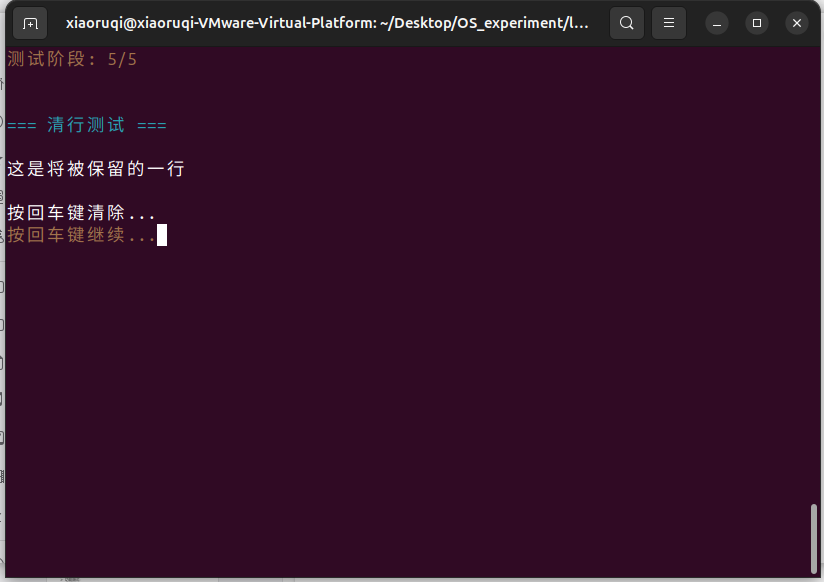 xiaoruqi@xiaoruqi-VMware-Virtual-Platform: ~/Desktop/OS_experiment/l...
测试阶段: 5/5
=== 清行测试 ===
这是将被保留的一行
按回车键清除...
按回车键继续...